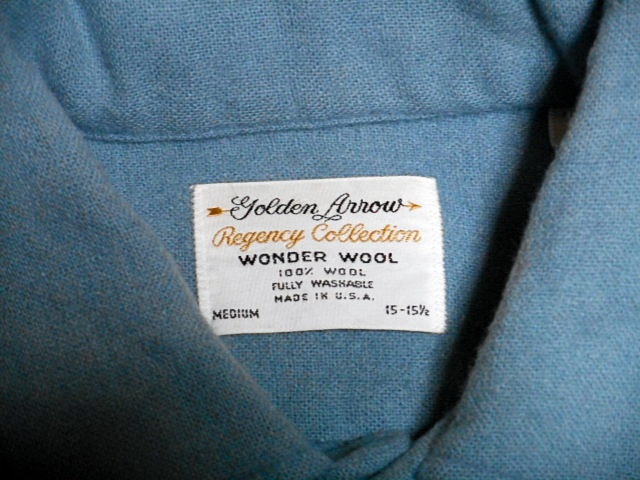 Golden Arrow
Regency Collection
WONDER WOOL
100% WOOL
FULLY WASHABLE
MADE IN U.S.A.
MEDIUM 15-15½